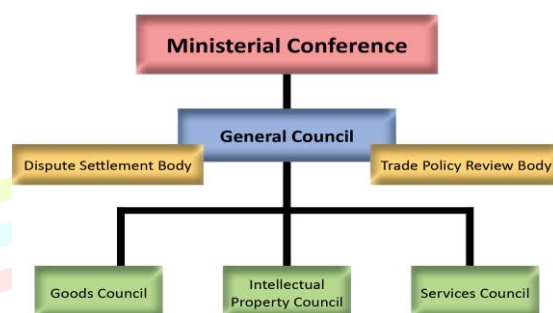 Ministerial Conference
General Council
Dispute Settlement Body
Trade Policy Review Body
Goods Council
Intellectual
Property Council
Services Council